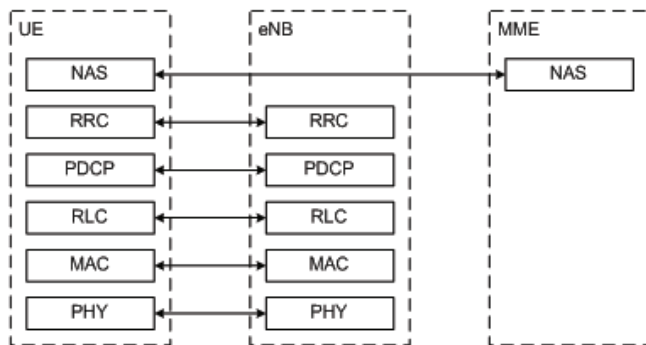 UE
eNB
MME
NAS
NAS
RRC
RRC
PDCP
PDCP
RLC
RLC
MAC
MAC
PHY
PHY